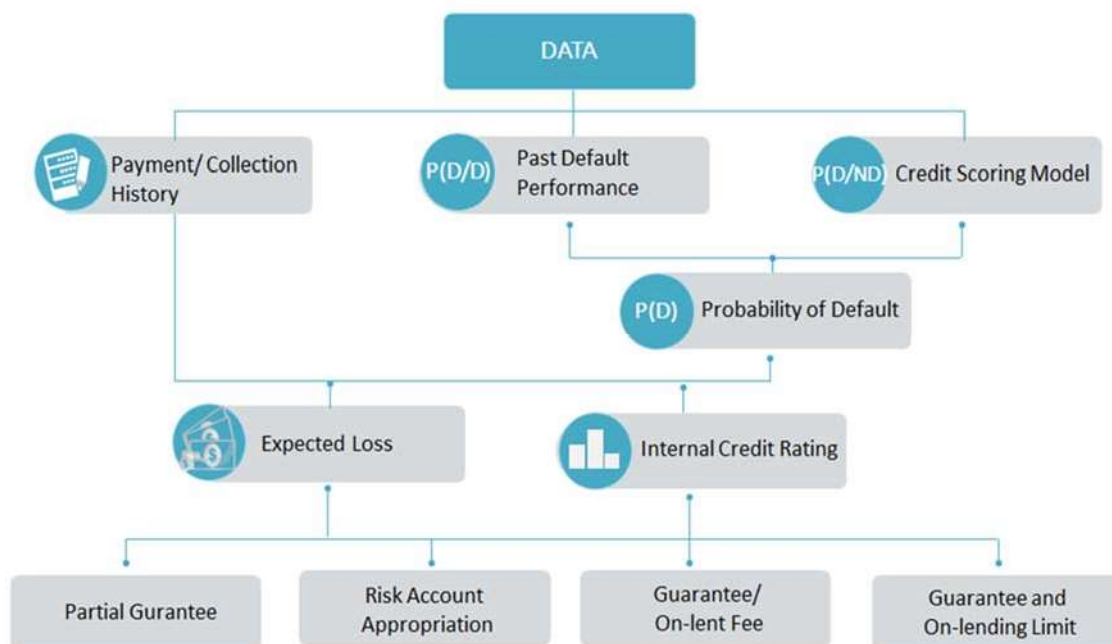 DATA
Payment/ Collection
History
P(D/D)
Past Default
Performance
P(D/ND)
Credit Scoring Model
P(D)
Probability of Default
$
Expected Loss
Internal Credit Rating
Partial Gurantee
Risk Account
Appropriation
Guarantee/
On-lent Fee
Guarantee and
On-lending Limit